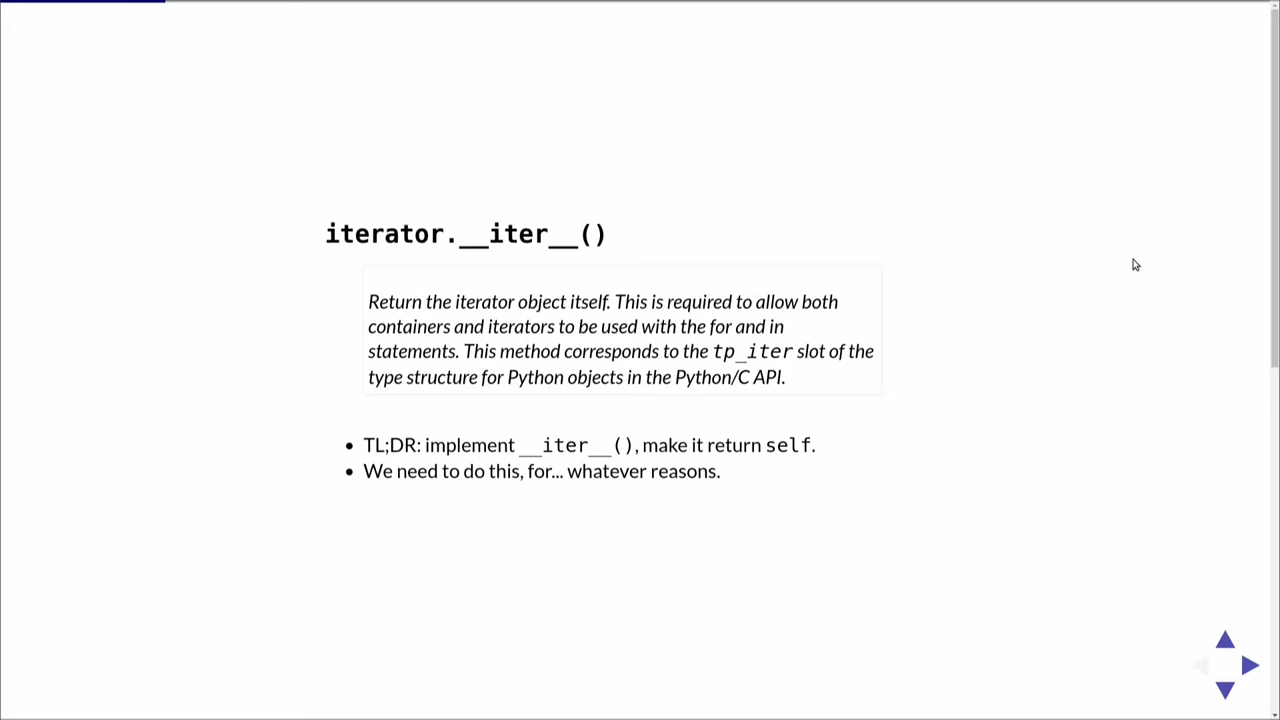 iterator.__iter__()
Return the iterator object itself. This is required to allow both
containers and iterators to be used with the for and in
statements. This method corresponds to the tp_iter slot of the
type structure for Python objects in the Python/C API.
• TL;DR: implement __iter__(), make it return self.
• We need to do this, for... whatever reasons.